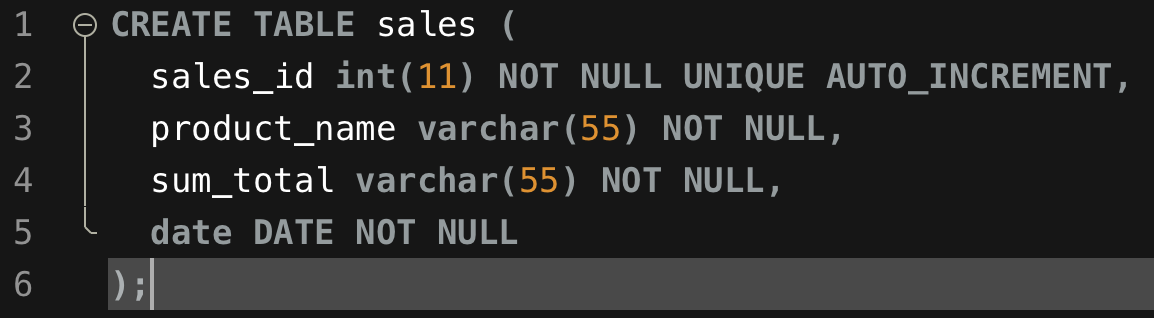 1 CREATE TABLE sales (
2 sales_id int(11) NOT NULL UNIQUE AUTO_INCREMENT,
3 product_name varchar(55) NOT NULL,
4 sum_total varchar(55) NOT NULL,
5 date DATE NOT NULL
6 );